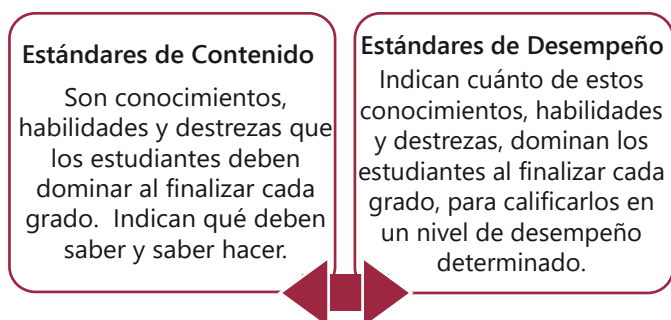 Estándares de Contenido
Son conocimientos,
habilidades y destrezas que
los estudiantes deben
dominar al finalizar cada
grado.  Indican qué deben
saber y saber hacer.
Estándares de Desempeño
Indican cuánto de estos
conocimientos, habilidades
y destrezas, dominan los
estudiantes al finalizar cada
grado, para calificarlos en
un nivel de desempeño
determinado.